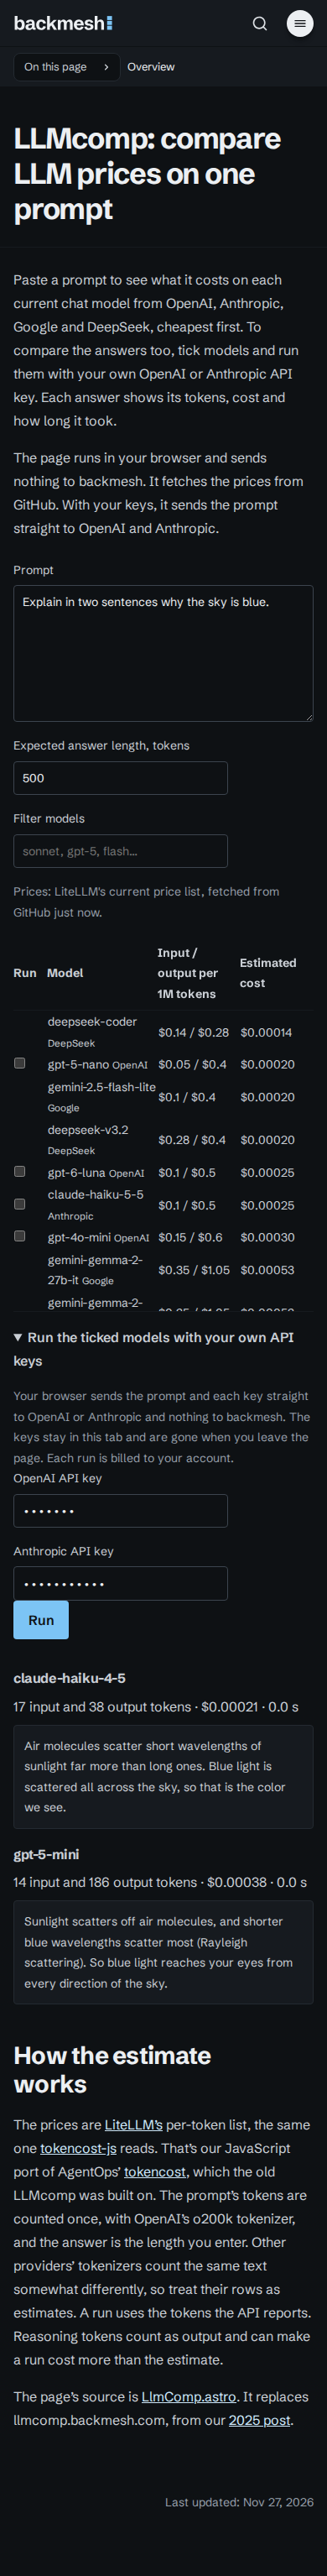 backmesh
On this page
Overview
LLMcomp: compare
LLM prices on one
prompt
Paste a prompt to see what it costs on each
current chat model from OpenAI, Anthropic,
Google and DeepSeek, cheapest first. To
compare the answers too, tick models and run
them with your own OpenAI or Anthropic API
key. Each answer shows its tokens, cost and
how long it took.
The page runs in your browser and sends
nothing to backmesh. It fetches the prices from
GitHub. With your keys, it sends the prompt
straight to OpenAI and Anthropic.
Prompt
Explain in two sentences why the sky is blue.
Expected answer length, tokens
500
Filter models
sonnet, gpt-5, flash...
Prices: LiteLLM's current price list, fetched from
GitHub just now.
Run Model Input / output per 1M tokens Estimated cost
deepseek-coder DeepSeek $0.14 / $0.28 $0.00014
gpt-5-nano OpenAI $0.05 / $0.4 $0.00020
gemini-2.5-flash-lite Google $0.1 / $0.4 $0.00020
deepseek-v3.2 DeepSeek $0.28 / $0.4 $0.00020
gpt-6-luna OpenAI $0.1 / $0.5 $0.00025
claude-haiku-5-5 Anthropic $0.1 / $0.5 $0.00025
gpt-4o-mini OpenAI $0.15 / $0.6 $0.00030
gemini-gemma-2-27b-it Google $0.35 / $1.05 $0.00053
gemini-gemma-2-
▼ Run the ticked models with your own API
keys
Your browser sends the prompt and each key straight
to OpenAI or Anthropic and nothing to backmesh. The
keys stay in this tab and are gone when you leave the
page. Each run is billed to your account.
OpenAI API key
•••••••
Anthropic API key
•••••••••••
Run
claude-haiku-4-5
17 input and 38 output tokens · $0.00021 · 0.0 s
Air molecules scatter short wavelengths of
sunlight far more than long ones. Blue light is
scattered all across the sky, so that is the color
we see.
gpt-5-mini
14 input and 186 output tokens · $0.00038 · 0.0 s
Sunlight scatters off air molecules, and shorter
blue wavelengths scatter most (Rayleigh
scattering). So blue light reaches your eyes from
every direction of the sky.
How the estimate
works
The prices are LiteLLM's per-token list, the same
one tokencost-js reads. That's our JavaScript
port of AgentOps' tokencost, which the old
LLMcomp was built on. The prompt's tokens are
counted once, with OpenAI's o200k tokenizer,
and the answer is the length you enter. Other
providers' tokenizers count the same text
somewhat differently, so treat their rows as
estimates. A run uses the tokens the API reports.
Reasoning tokens count as output and can make
a run cost more than the estimate.
The page's source is LlmComp.astro. It replaces
llmcomp.backmesh.com, from our 2025 post.
Last updated: Nov 27, 2026